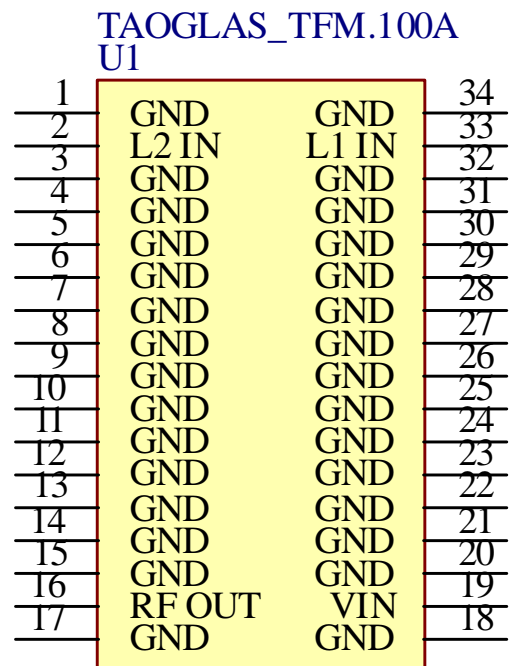 TAOGLAS_TFM.100A
U1
1 GND GND 34
2 L2 IN L1 IN 33
3 GND GND 32
4 GND GND 31
5 GND GND 30
6 GND GND 29
7 GND GND 28
8 GND GND 27
9 GND GND 26
10 GND GND 25
11 GND GND 24
12 GND GND 23
13 GND GND 22
14 GND GND 21
15 GND GND 20
16 RF OUT VIN 19
17 GND GND 18